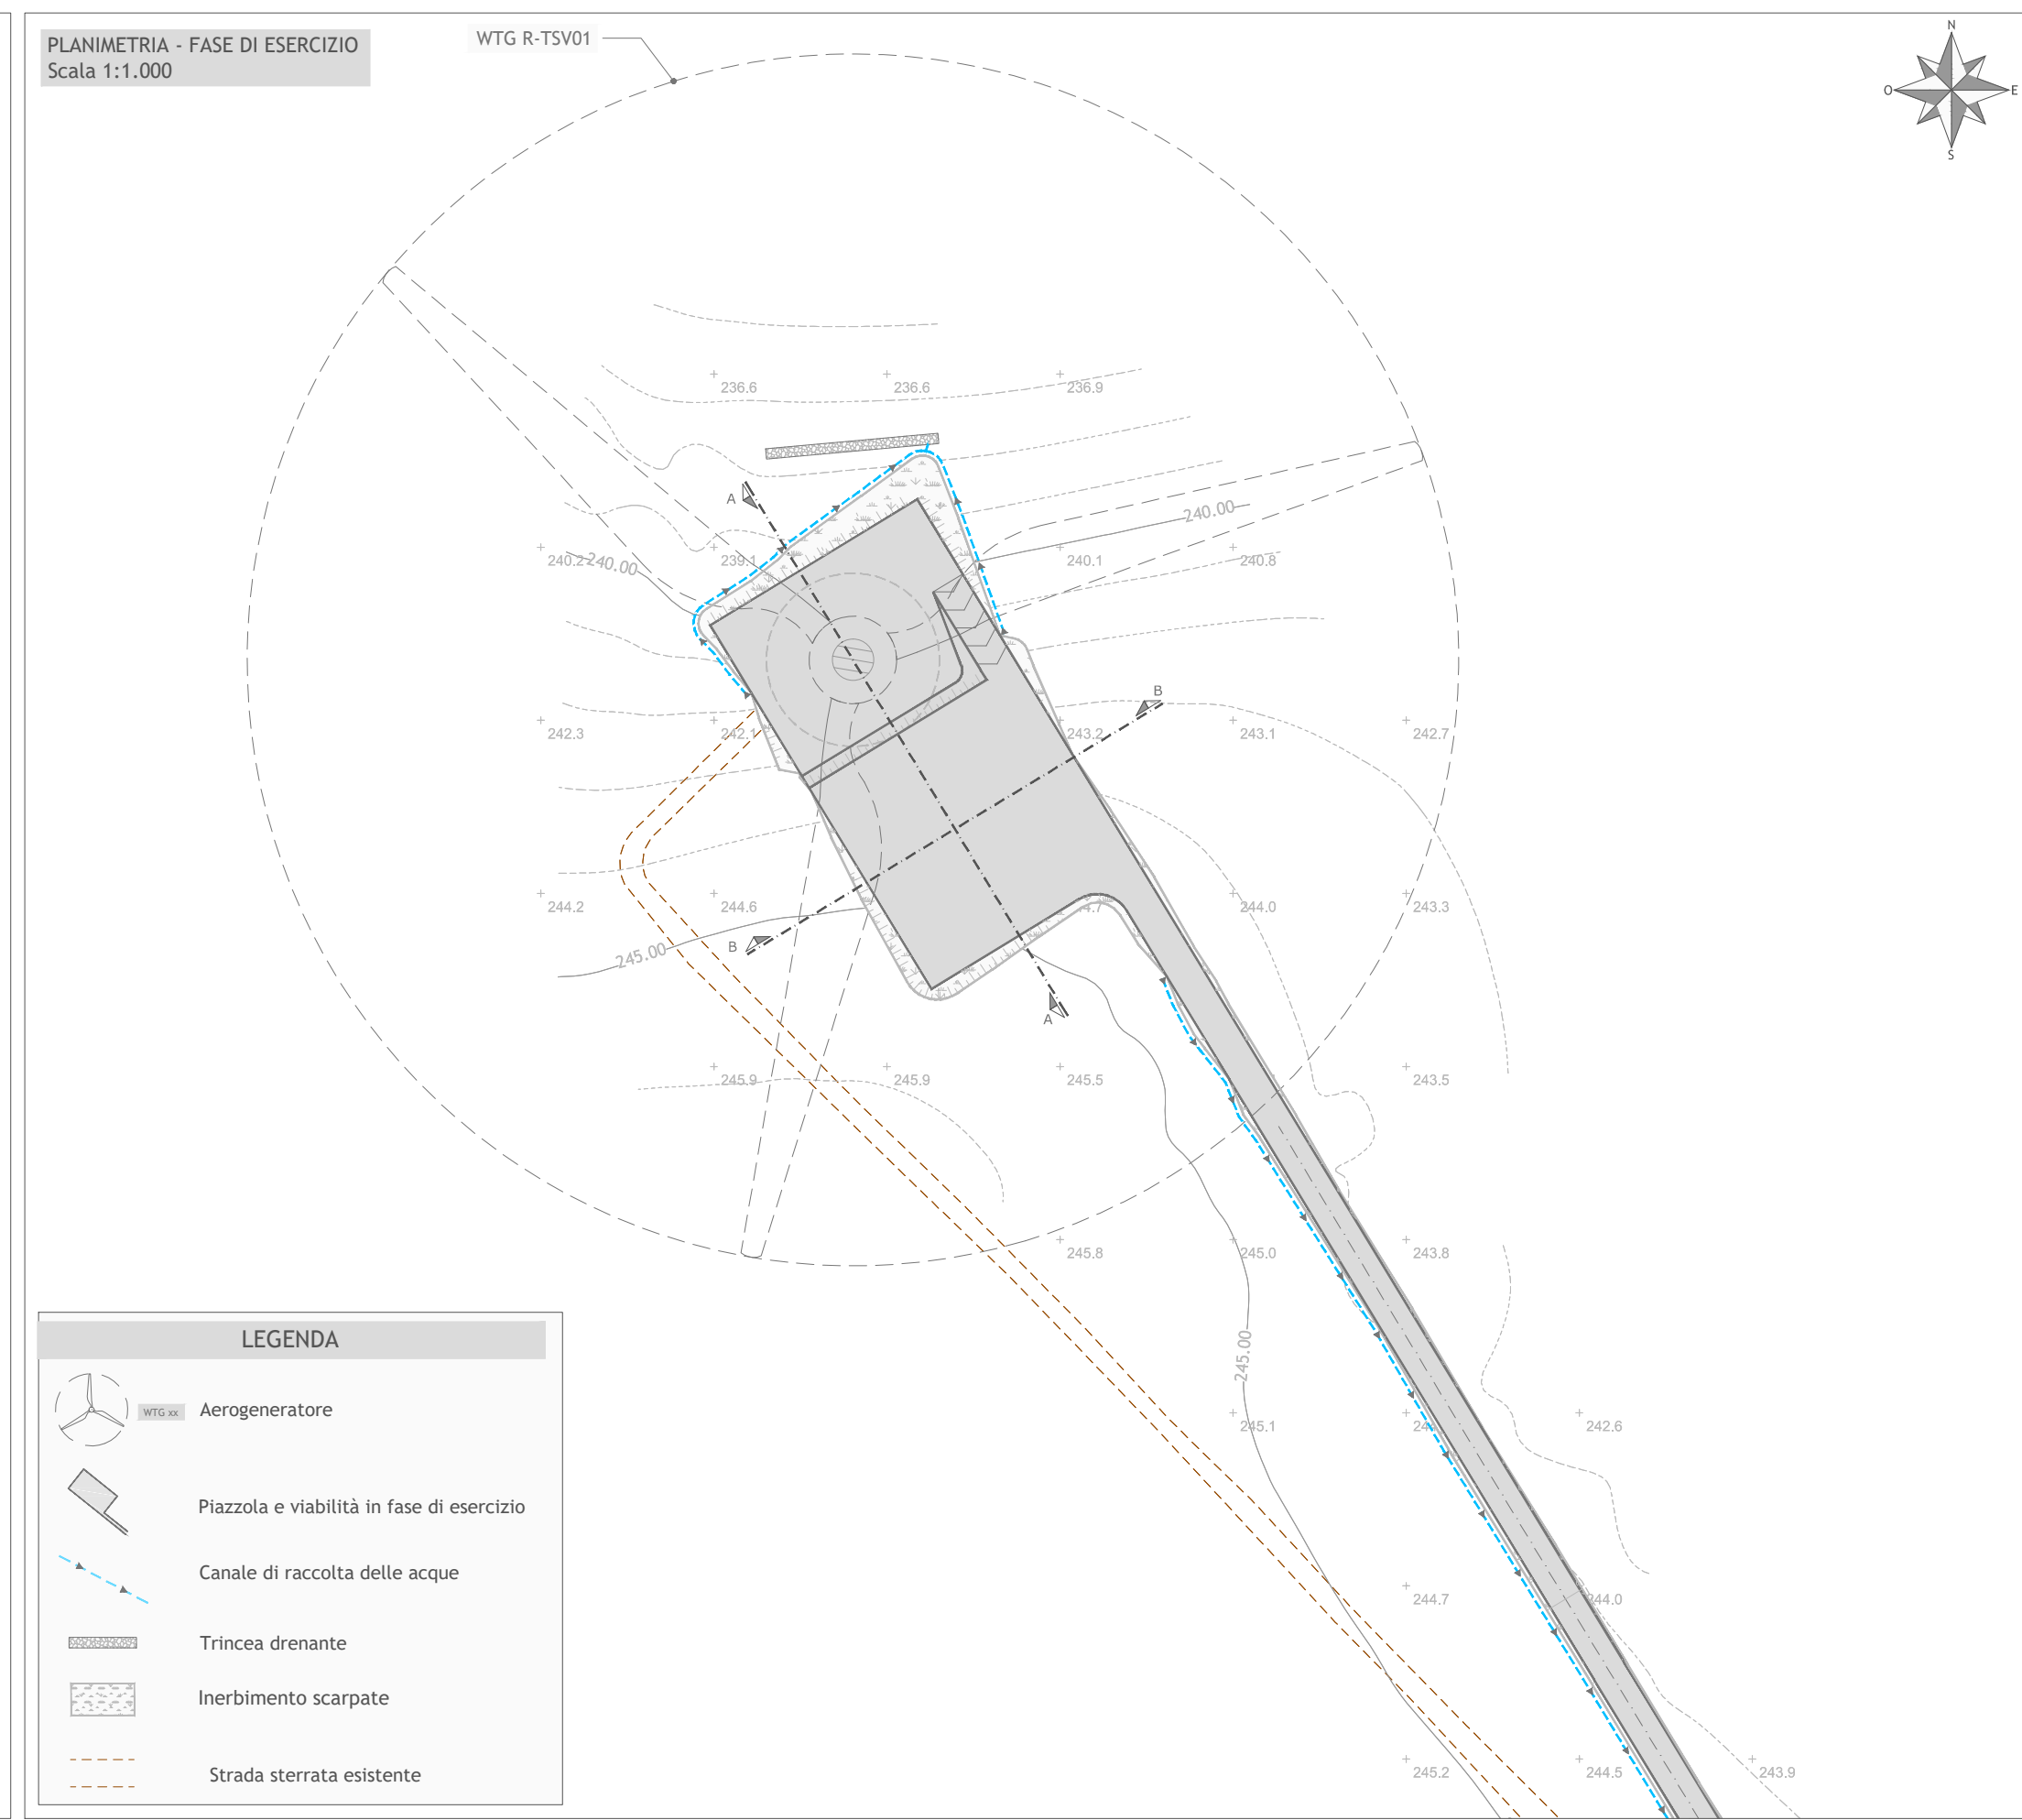 PLANIMETRIA - FASE DI ESERCIZIO
Scala 1:1.000
WTG R-TSV01
N
O
E
S
236.6
236.6
236.9
A
240.00
240.2
240.00
239.1
240.1
240.8
B
242.3
242.1
243.2
243.1
242.7
244.2
244.6
244.0
243.3
B
245.00
A
245.9
245.9
245.5
243.5
245.8
245.0
243.8
245.00
245.1
242.6
244.7
244.0
245.2
244.5
243.9
LEGENDA
WTG xx
Aerogeneratore
Piazzola e viabilità in fase di esercizio
Canale di raccolta delle acque
Trincea drenante
Inerbimento scarpate
Strada sterrata esistente